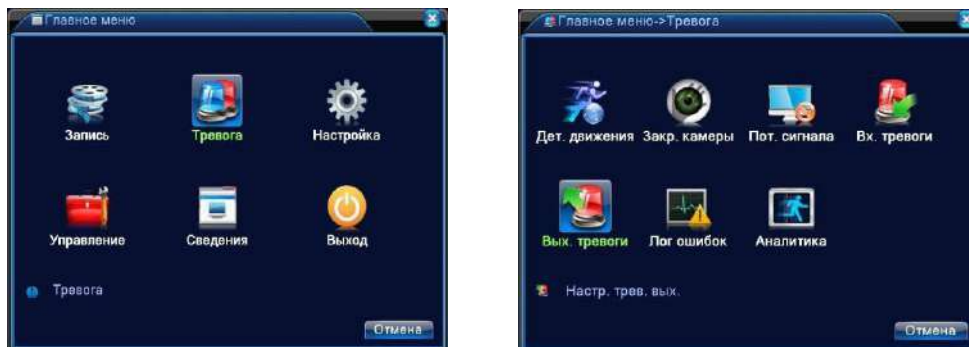 Главное меню
Запись Тревога Настройка
Управление Сведения Выход
Тревога
Отмена
Главное меню->Тревога
Дет. движения Закр. камеры Пот. сигнала Вх. тревоги
Вых. тревоги Лог ошибок Аналитика
Настр. трев. вых.
Отмена